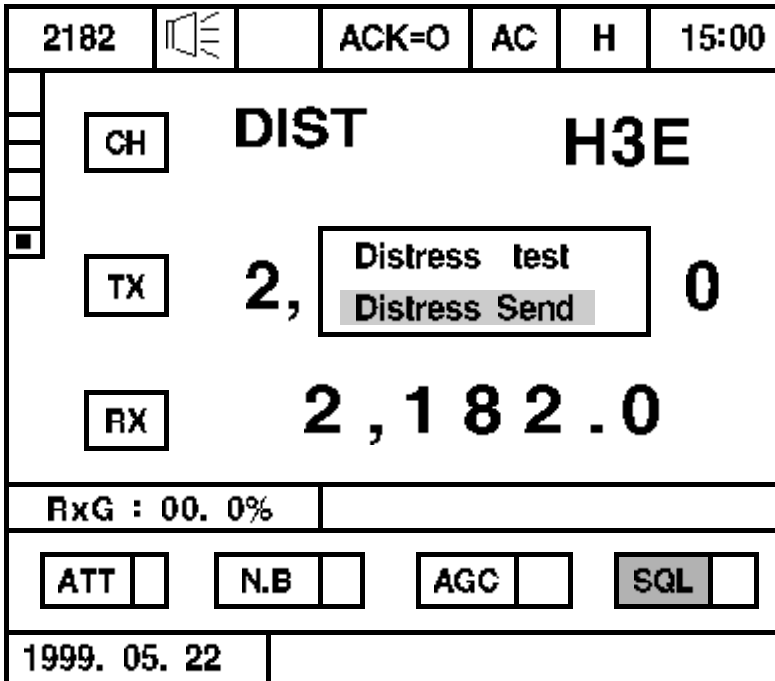 2182 ACK=O AC H 15:00
CH DIST H3E
Distress test
TX 2, 0
Distress Send
RX 2,182.0
RxG : 00. 0%
ATT N.B AGC SQL
1999. 05. 22